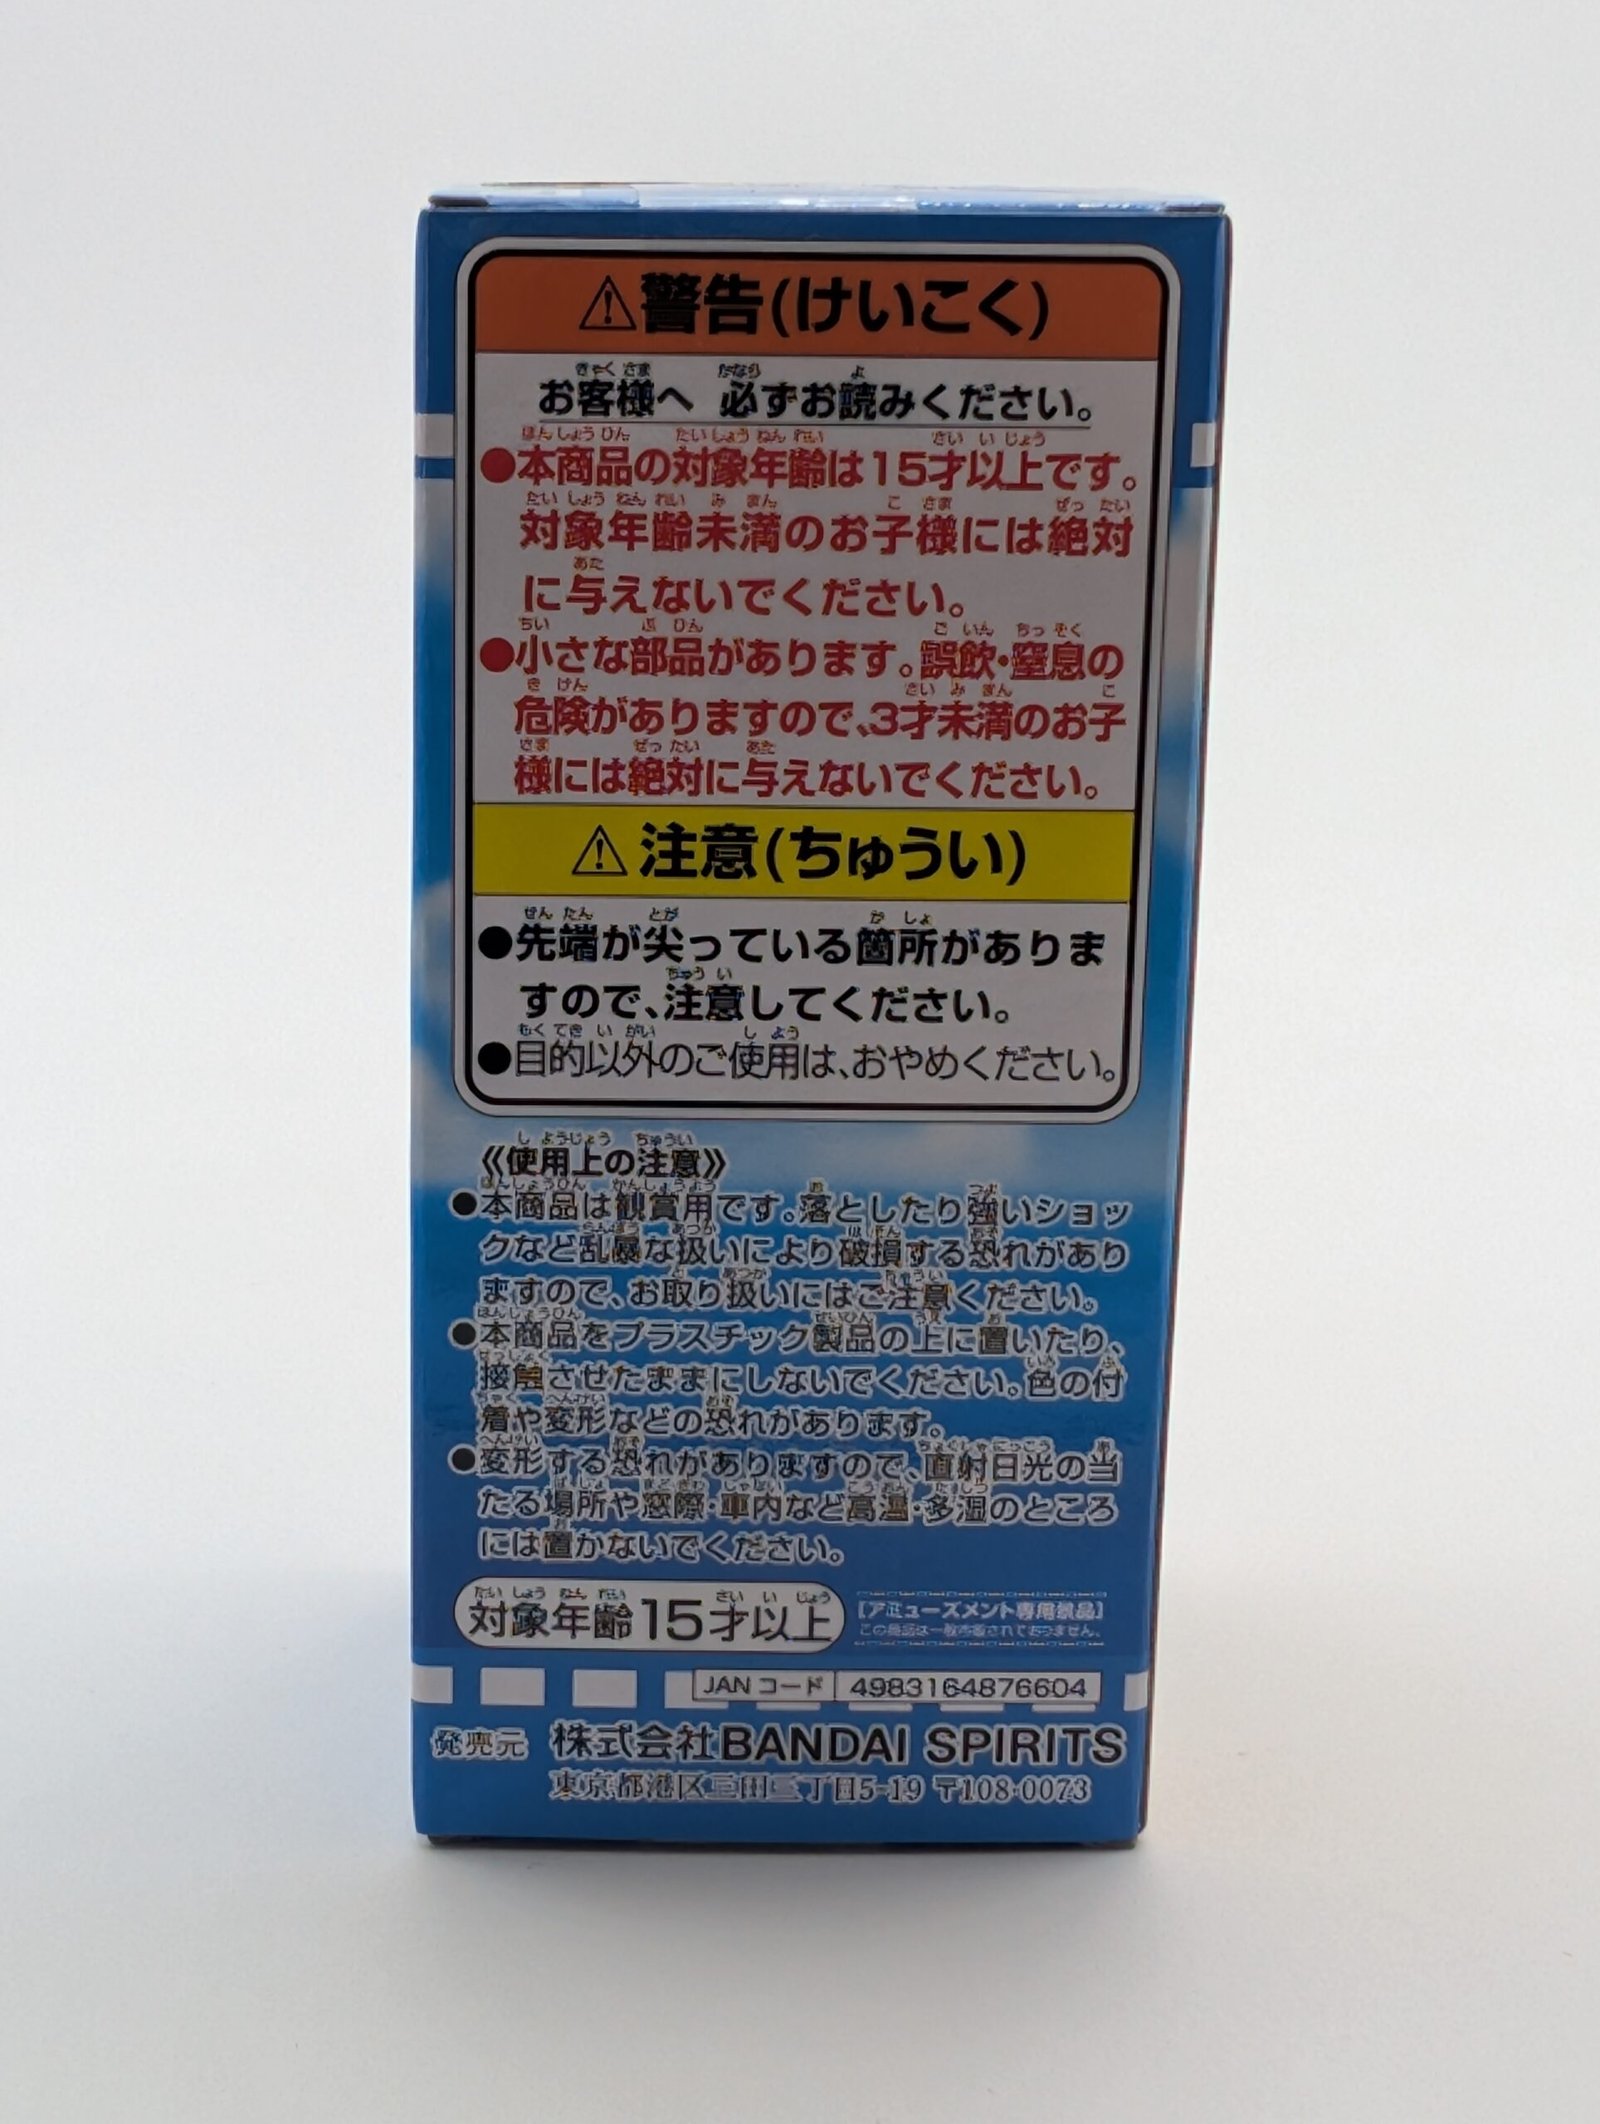 ⚠警告(けいこく)
お客様へ 必ずお読みください。
●本商品の対象年齢は15才以上です。
対象年齢未満のお子様には絶対
に与えないでください。
●小さな部品があります。誤飲・窒息の
危険がありますので、3才未満のお子
様には絶対に与えないでください。
⚠注意(ちゅうい)
●先端が尖っている箇所がありま
すので、注意してください。
●目的以外のご使用は、おやめください。
《使用上の注意》
●本商品は観賞用です。落としたり強いショッ
クなど乱暴な扱いにより破損する恐れがあり
ますので、お取り扱いにはご注意ください。
●本商品をプラスチック製品の上に置いたり、
接触させたままにしないでください。色の付
着や変形などの恐れがあります。
●変形する恐れがありますので、直射日光の当
たる場所や窓際・車内など高温・多湿のところ
には置かないでください。
対象年齢15才以上
[アミューズメント専用景品]
この景品は一般市販されておりません。
JANコード 4983164876604
発売元 株式会社BANDAI SPIRITS
東京都港区三田三丁目5-19 〒108-0073